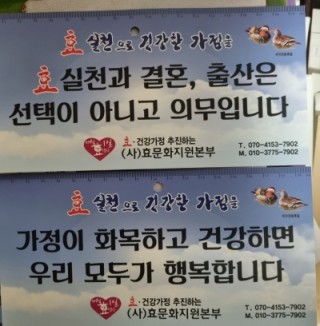 효 실천으로 건강한 가정을
효 실천과 결혼, 출산은
선택이 아니고 의무입니다
효·건강가정 추진하는
(사)효문화지원본부
T. 070-4153-7902
M. 010-3775-7902
효 실천으로 건강한 가정을
가정이 화목하고 건강하면
우리 모두가 행복합니다
효·건강가정 추진하는
(사)효문화지원본부
T. 070-4153-7902
M. 010-3775-7902